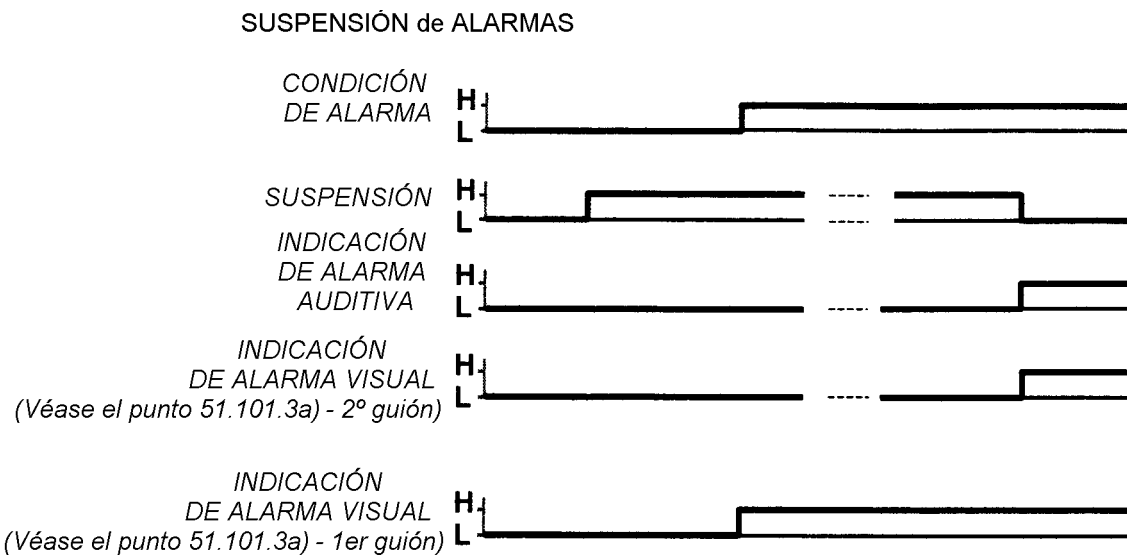 SUSPENSIÓN de ALARMAS
CONDICIÓN
DE ALARMA
H
L
SUSPENSIÓN
H
L
INDICACIÓN
DE ALARMA
AUDITIVA
H
L
INDICACIÓN
DE ALARMA VISUAL
(Véase el punto 51.101.3a) - 2º guión)
H
L
INDICACIÓN
DE ALARMA VISUAL
(Véase el punto 51.101.3a) - 1er guión)
H
L